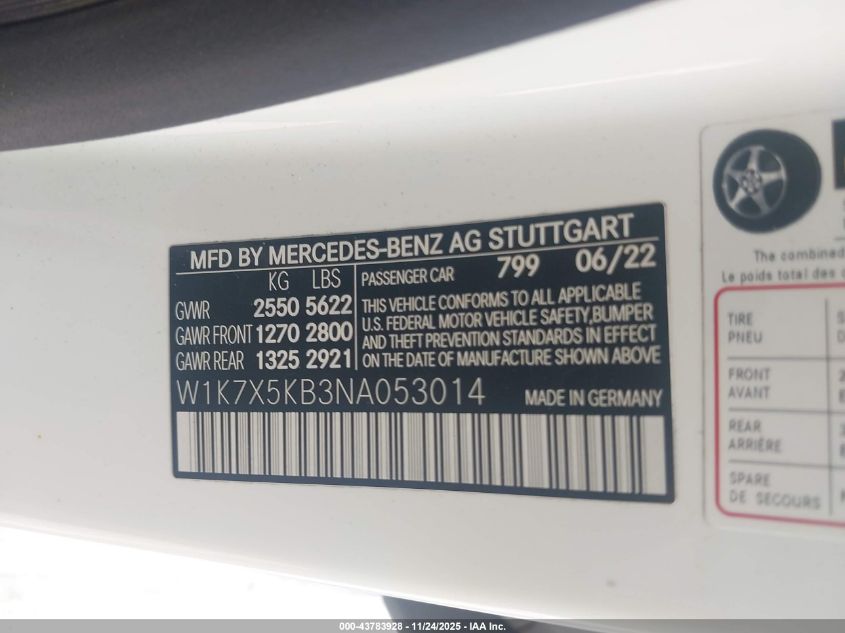 MFD BY MERCEDES-BENZ AG STUTTGART
KG LBS
GVWR 2550 5622
GAWR FRONT 1270 2800
GAWR REAR 1325 2921
PASSENGER CAR 799 06/22
THIS VEHICLE CONFORMS TO ALL APPLICABLE
U.S. FEDERAL MOTOR VEHICLE SAFETY, BUMPER
AND THEFT PREVENTION STANDARDS IN EFFECT
ON THE DATE OF MANUFACTURE SHOWN ABOVE
W1K7X5KB3NA053014 MADE IN GERMANY
The combined
Le poids total des
TIRE
PNEU
FRONT
AVANT
REAR
ARRIÈRE
SPARE
DE SECOURS
000-43783928 - 11/24/2025 - IAA Inc.